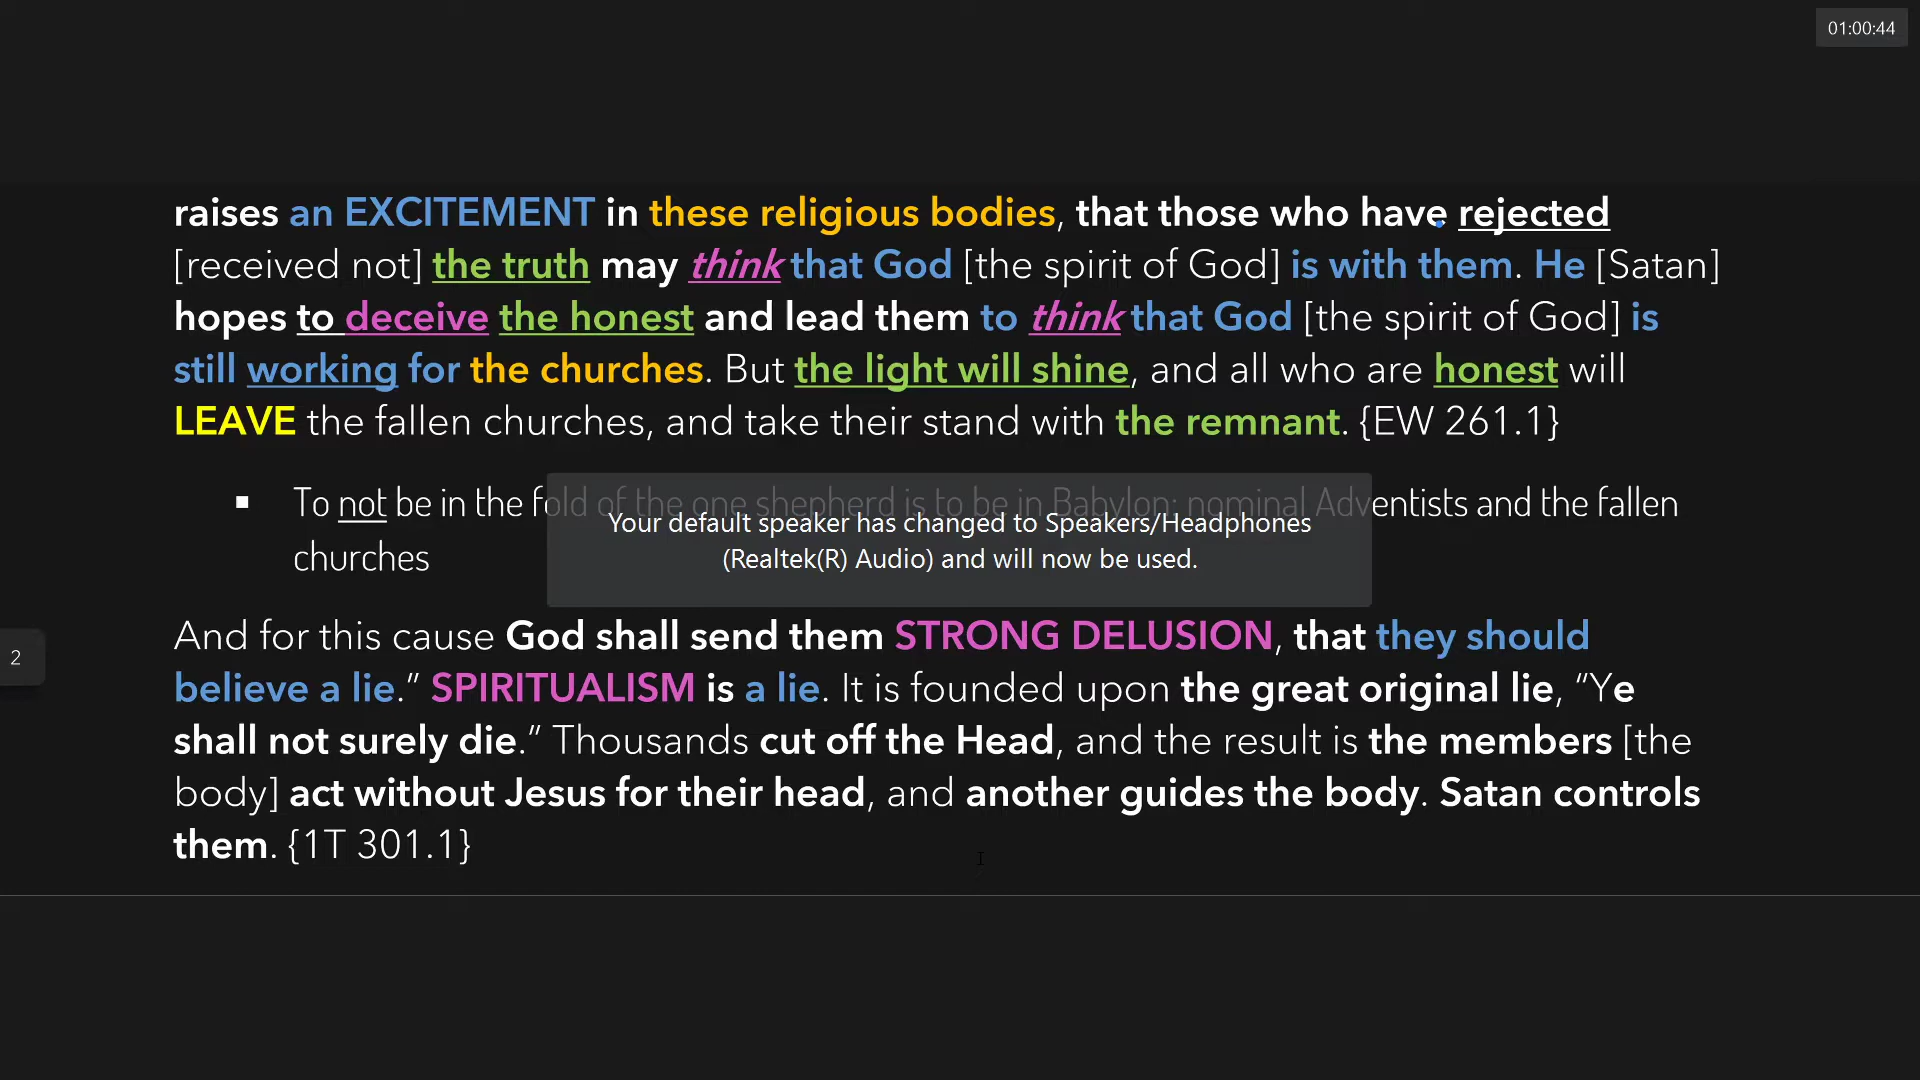 01:00:44
raises an EXCITEMENT in these religious bodies, that those who have rejected
[received not] the truth may think that God [the spirit of God] is with them. He [Satan]
hopes to deceive the honest and lead them to think that God [the spirit of God] is
still working for the churches. But the light will shine, and all who are honest will
LEAVE the fallen churches, and take their stand with the remnant. {EW 261.1}
▪ To not be in the fold of the one shepherd is to be in Babylon; nominal Adventists and the fallen
churches
Your default speaker has changed to Speakers/Headphones
(Realtek(R) Audio) and will now be used.
And for this cause God shall send them STRONG DELUSION, that they should
2
believe a lie.” SPIRITUALISM is a lie. It is founded upon the great original lie, “Ye
shall not surely die.” Thousands cut off the Head, and the result is the members [the
body] act without Jesus for their head, and another guides the body. Satan controls
them. {1T 301.1}